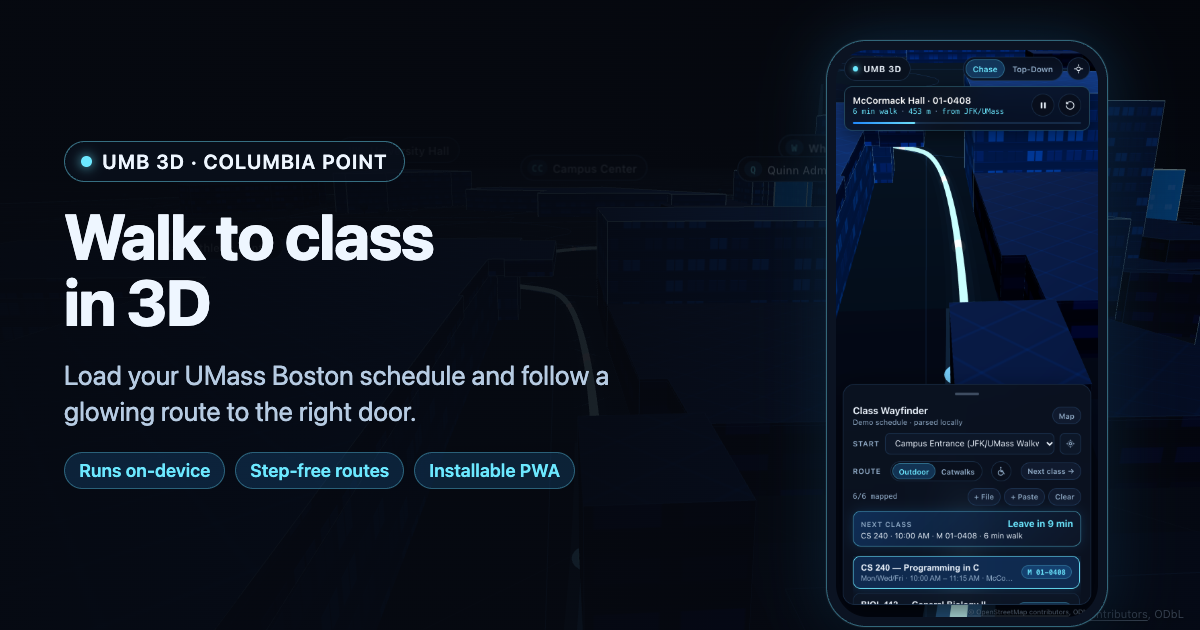 UMB 3D · COLUMBIA POINT
Walk to class
in 3D
Load your UMass Boston schedule and follow a
glowing route to the right door.
Runs on-device
Step-free routes
Installable PWA
Campus Center
Quinn Adm
UMB 3D
Chase
Top-Down
McCormack Hall · 01-0408
6 min walk · 453 m · from JFK/UMass
Class Wayfinder
Demo schedule · parsed locally
Map
START
Campus Entrance (JFK/UMass Walkw
ROUTE
Outdoor
Catwalks
Next class →
6/6 mapped
+ File
+ Paste
Clear
NEXT CLASS
Leave in 9 min
CS 240 · 10:00 AM · M 01-0408 · 6 min walk
CS 240 — Programming in C
Mon/Wed/Fri · 10:00 AM – 11:15 AM · McCo…
M 01-0408
OpenStreetMap contributors,
ntributors, ODbL